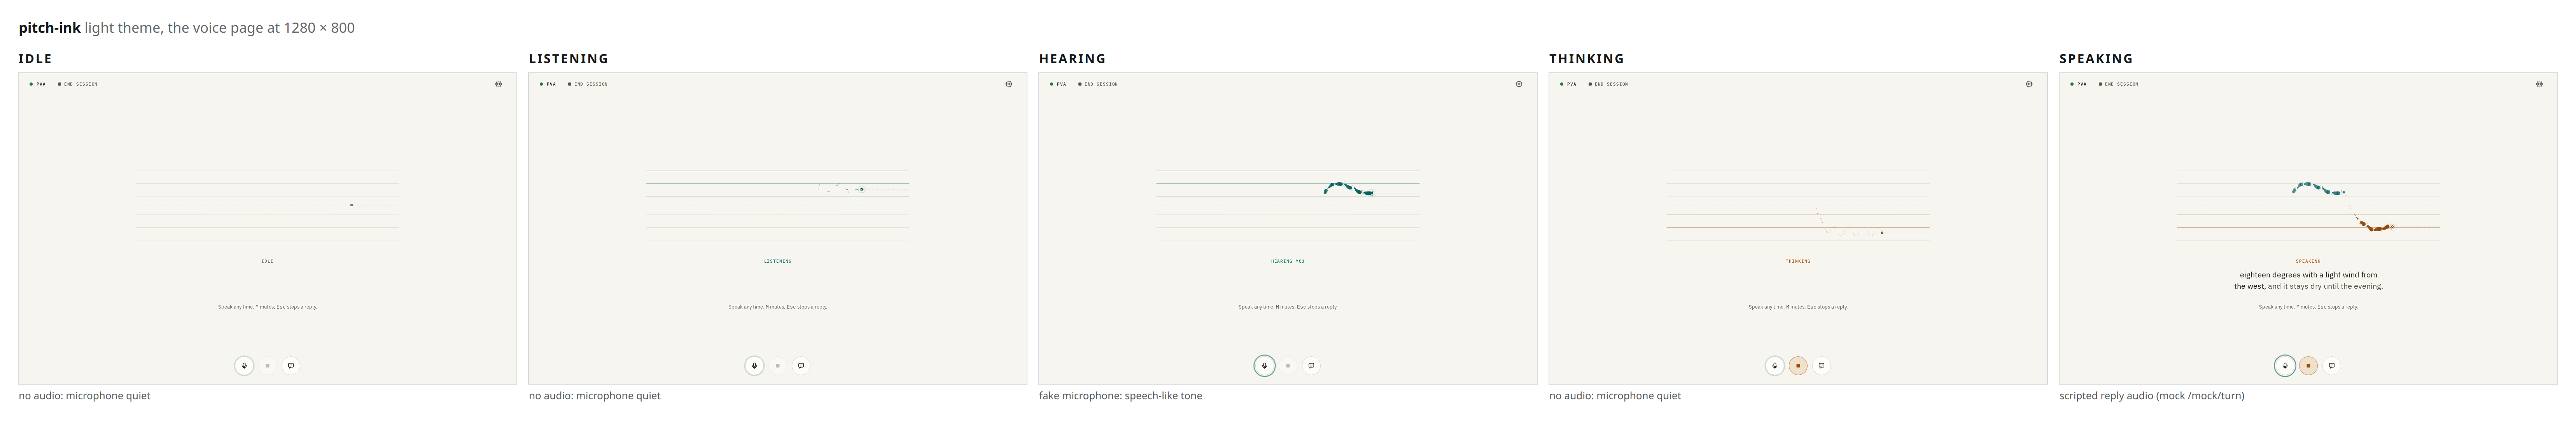 pitch-ink light theme, the voice page at 1280 × 800
IDLE
PVA END SESSION
IDLE
Speak any time. M mutes, Esc stops a reply.
no audio: microphone quiet
LISTENING
PVA END SESSION
LISTENING
Speak any time. M mutes, Esc stops a reply.
no audio: microphone quiet
HEARING
PVA END SESSION
HEARING YOU
Speak any time. M mutes, Esc stops a reply.
fake microphone: speech-like tone
THINKING
PVA END SESSION
THINKING
Speak any time. M mutes, Esc stops a reply.
no audio: microphone quiet
SPEAKING
PVA END SESSION
SPEAKING
eighteen degrees with a light wind from
the west, and it stays dry until the evening.
Speak any time. M mutes, Esc stops a reply.
scripted reply audio (mock /mock/turn)